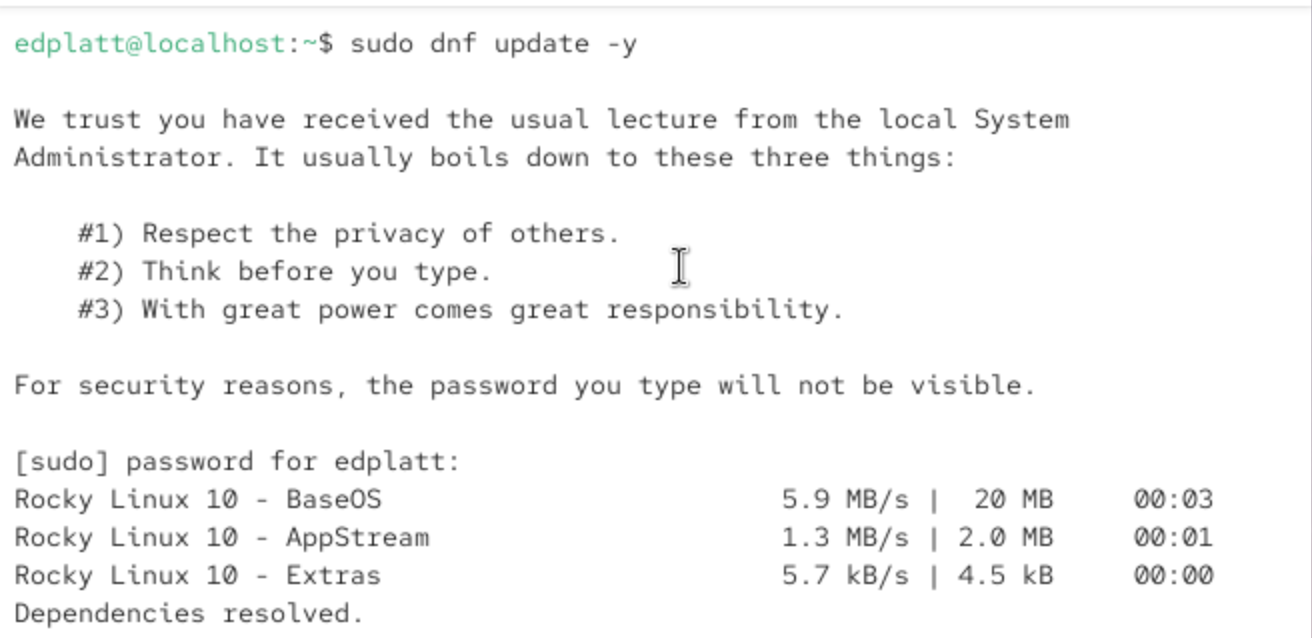 edplatt@localhost:~$ sudo dnf update -y
We trust you have received the usual lecture from the local System
Administrator. It usually boils down to these three things:
#1) Respect the privacy of others.
#2) Think before you type.
#3) With great power comes great responsibility.
For security reasons, the password you type will not be visible.
[sudo] password for edplatt:
Rocky Linux 10 - BaseOS 5.9 MB/s | 20 MB 00:03
Rocky Linux 10 - AppStream 1.3 MB/s | 2.0 MB 00:01
Rocky Linux 10 - Extras 5.7 kB/s | 4.5 kB 00:00
Dependencies resolved.